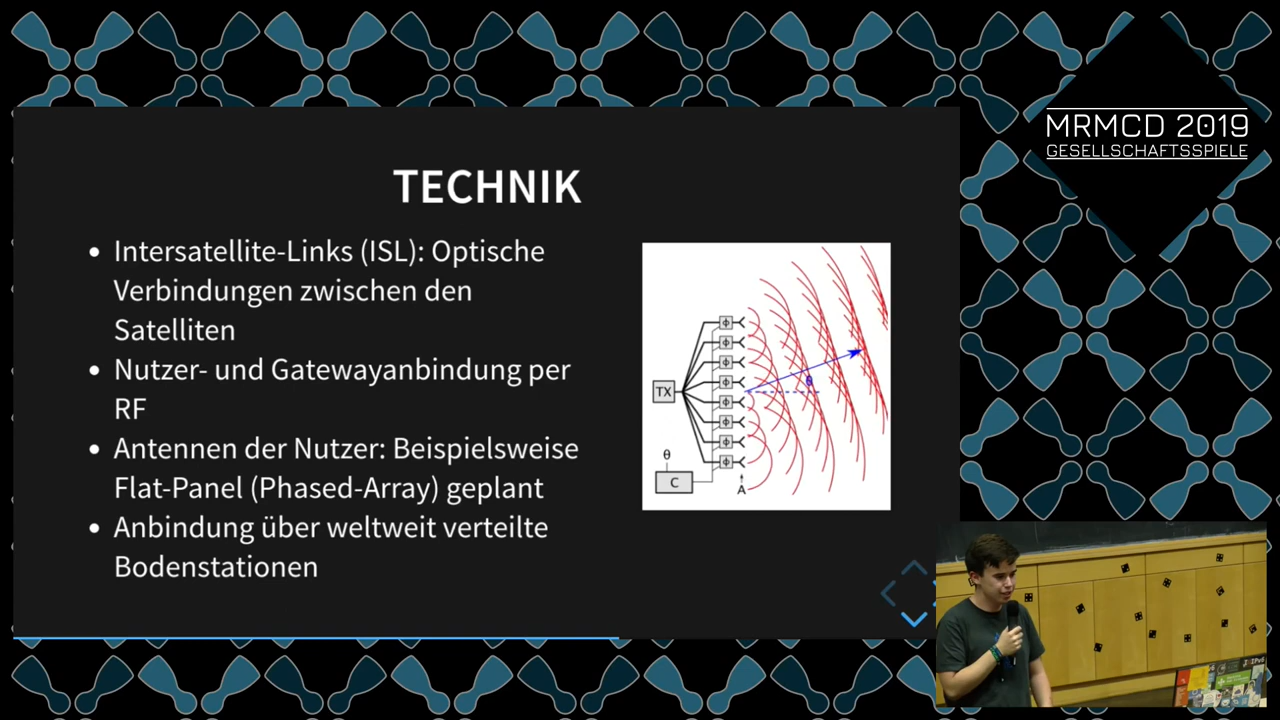 MRMCD 2019
GESELLSCHAFTSSPIELE
TECHNIK
• Intersatellite-Links (ISL): Optische
Verbindungen zwischen den
Satelliten
• Nutzer- und Gatewayanbindung per
RF
• Antennen der Nutzer: Beispielsweise
Flat-Panel (Phased-Array) geplant
• Anbindung über weltweit verteilte
Bodenstationen
TX
ϕ
ϕ
ϕ
ϕ
ϕ
ϕ
ϕ
ϕ
θ
θ
C
A